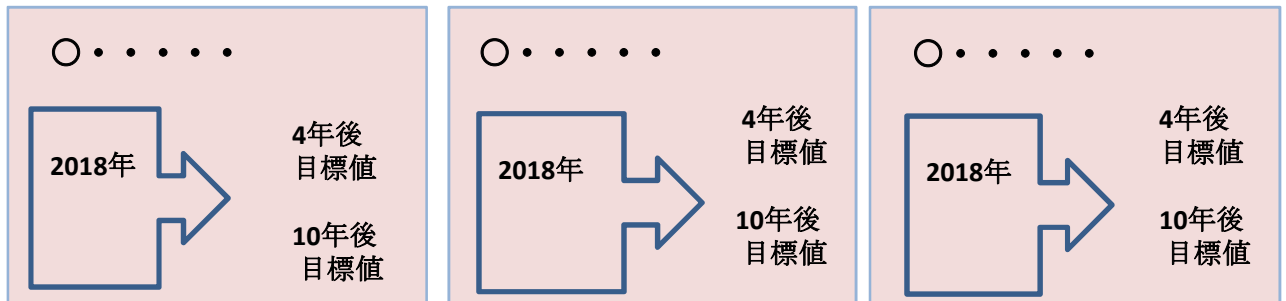 ○・・・・・
2018年
4年後
目標値
10年後
目標値
○・・・・・
2018年
4年後
目標値
10年後
目標値
○・・・・・
2018年
4年後
目標値
10年後
目標値